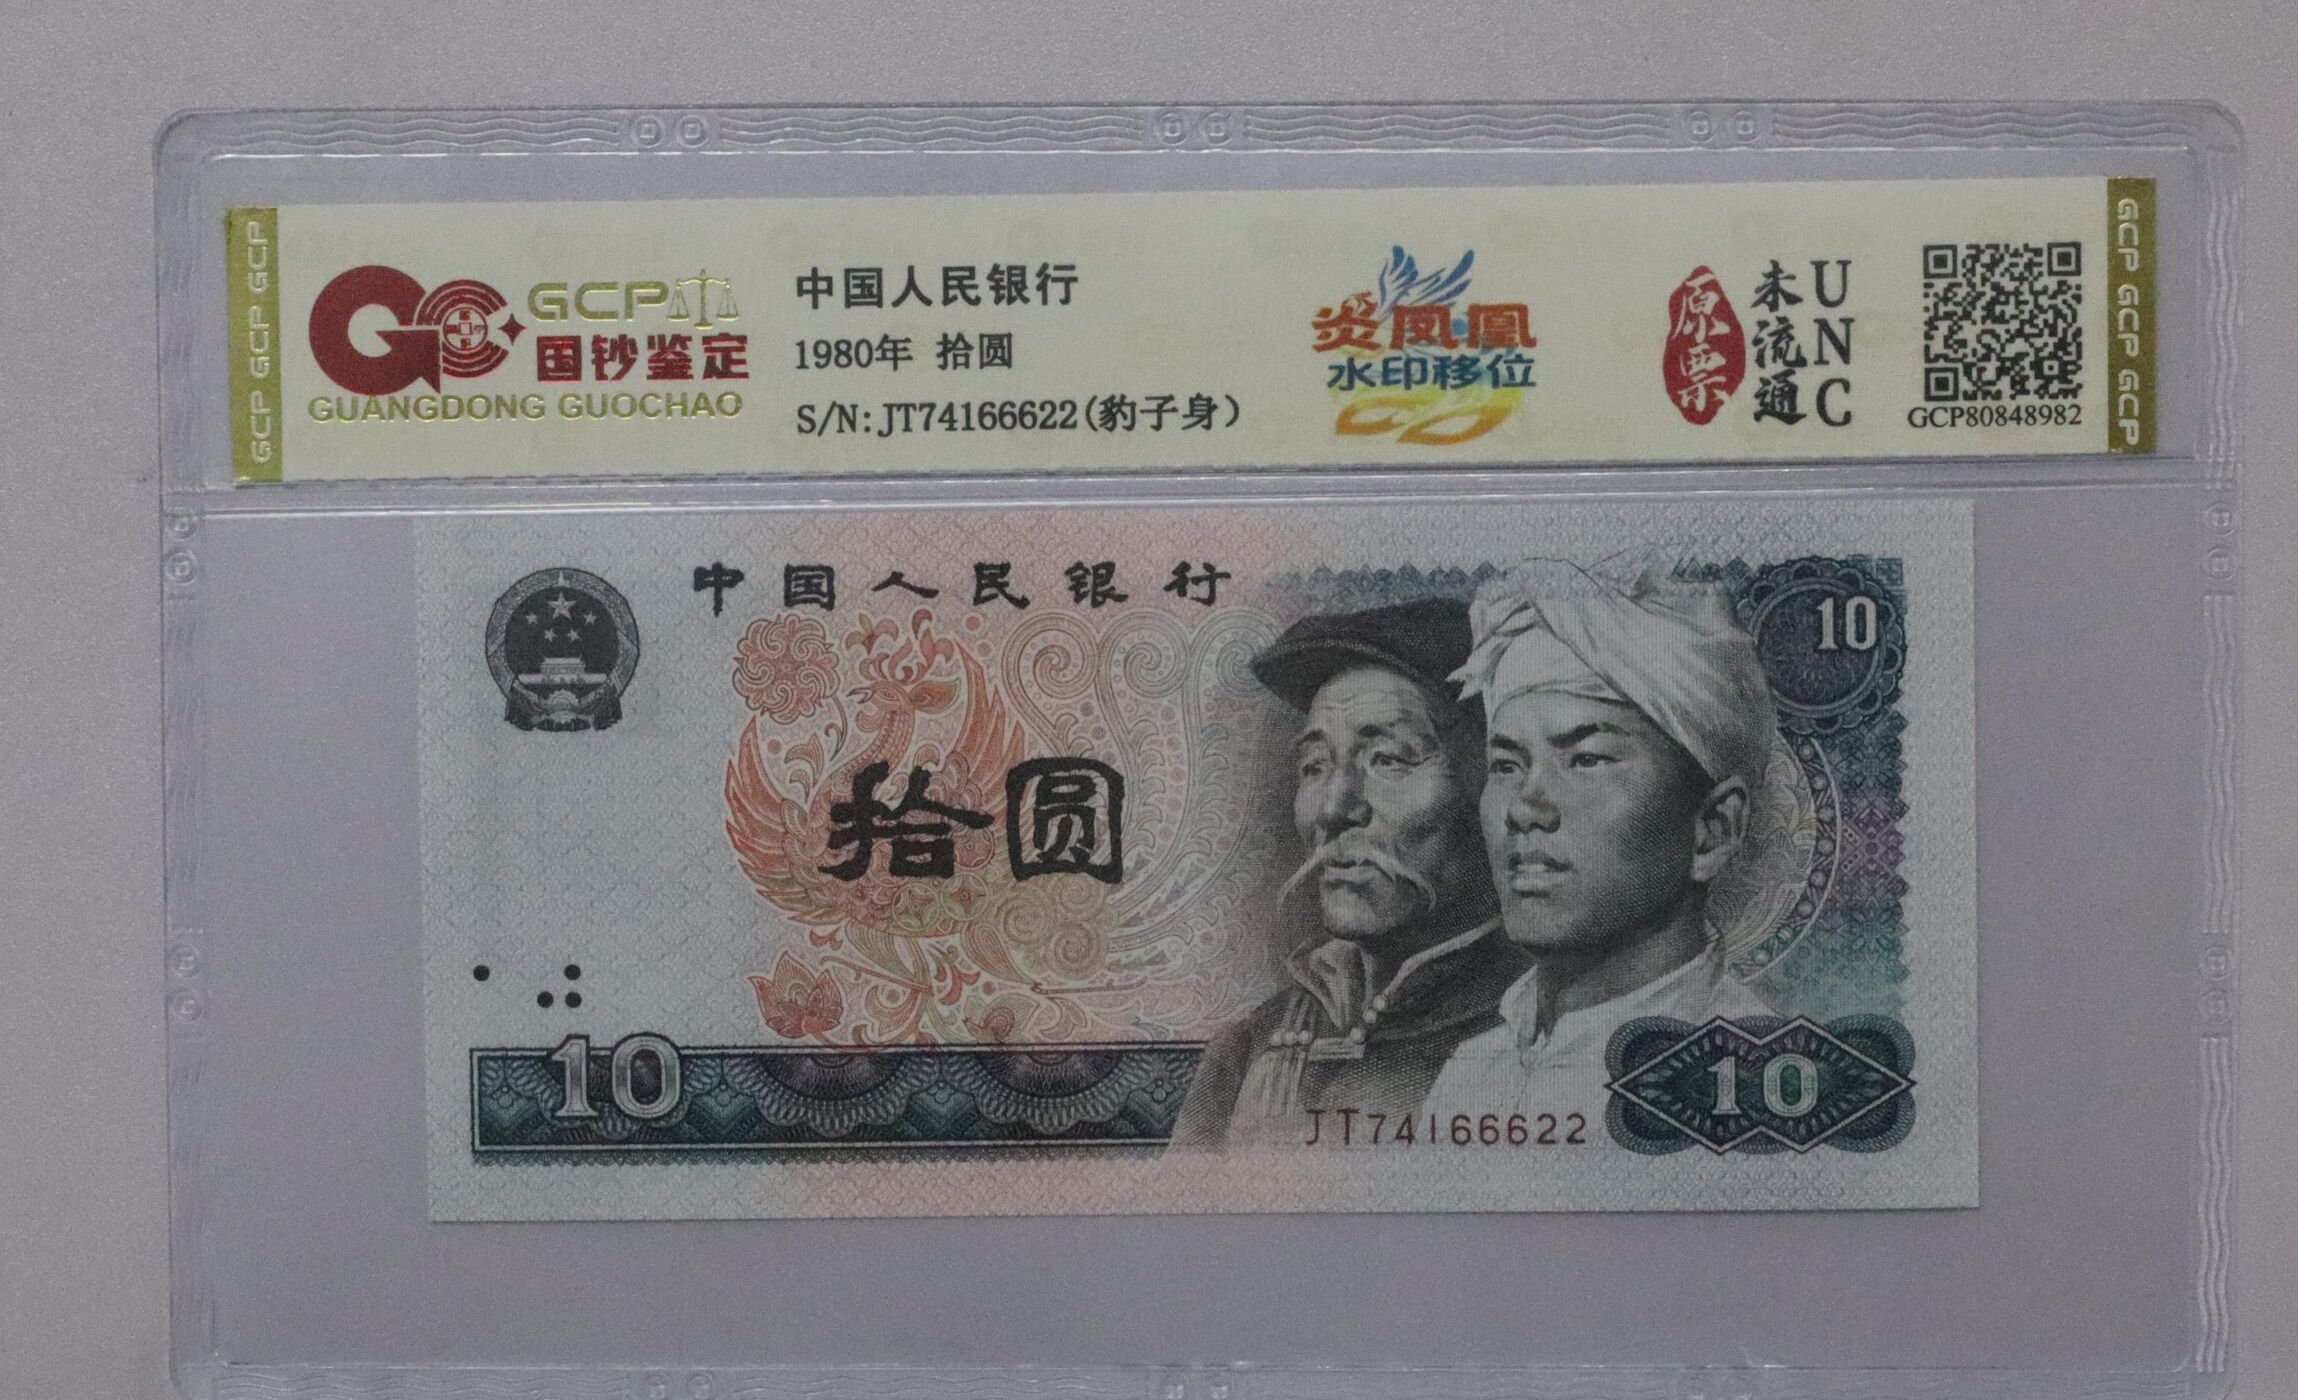 GCP GCP GCP
GCP
国钞鉴定
GUANGDONG GUOCHAO
中国人民银行
1980年 拾圆
S/N:JT74166622(豹子身)
炎凤凰
水印移位
原票
未流通
UNC
GCP80848982
GCP GCP GCP
中国人民银行
10
拾圆
10
JT74166622
10